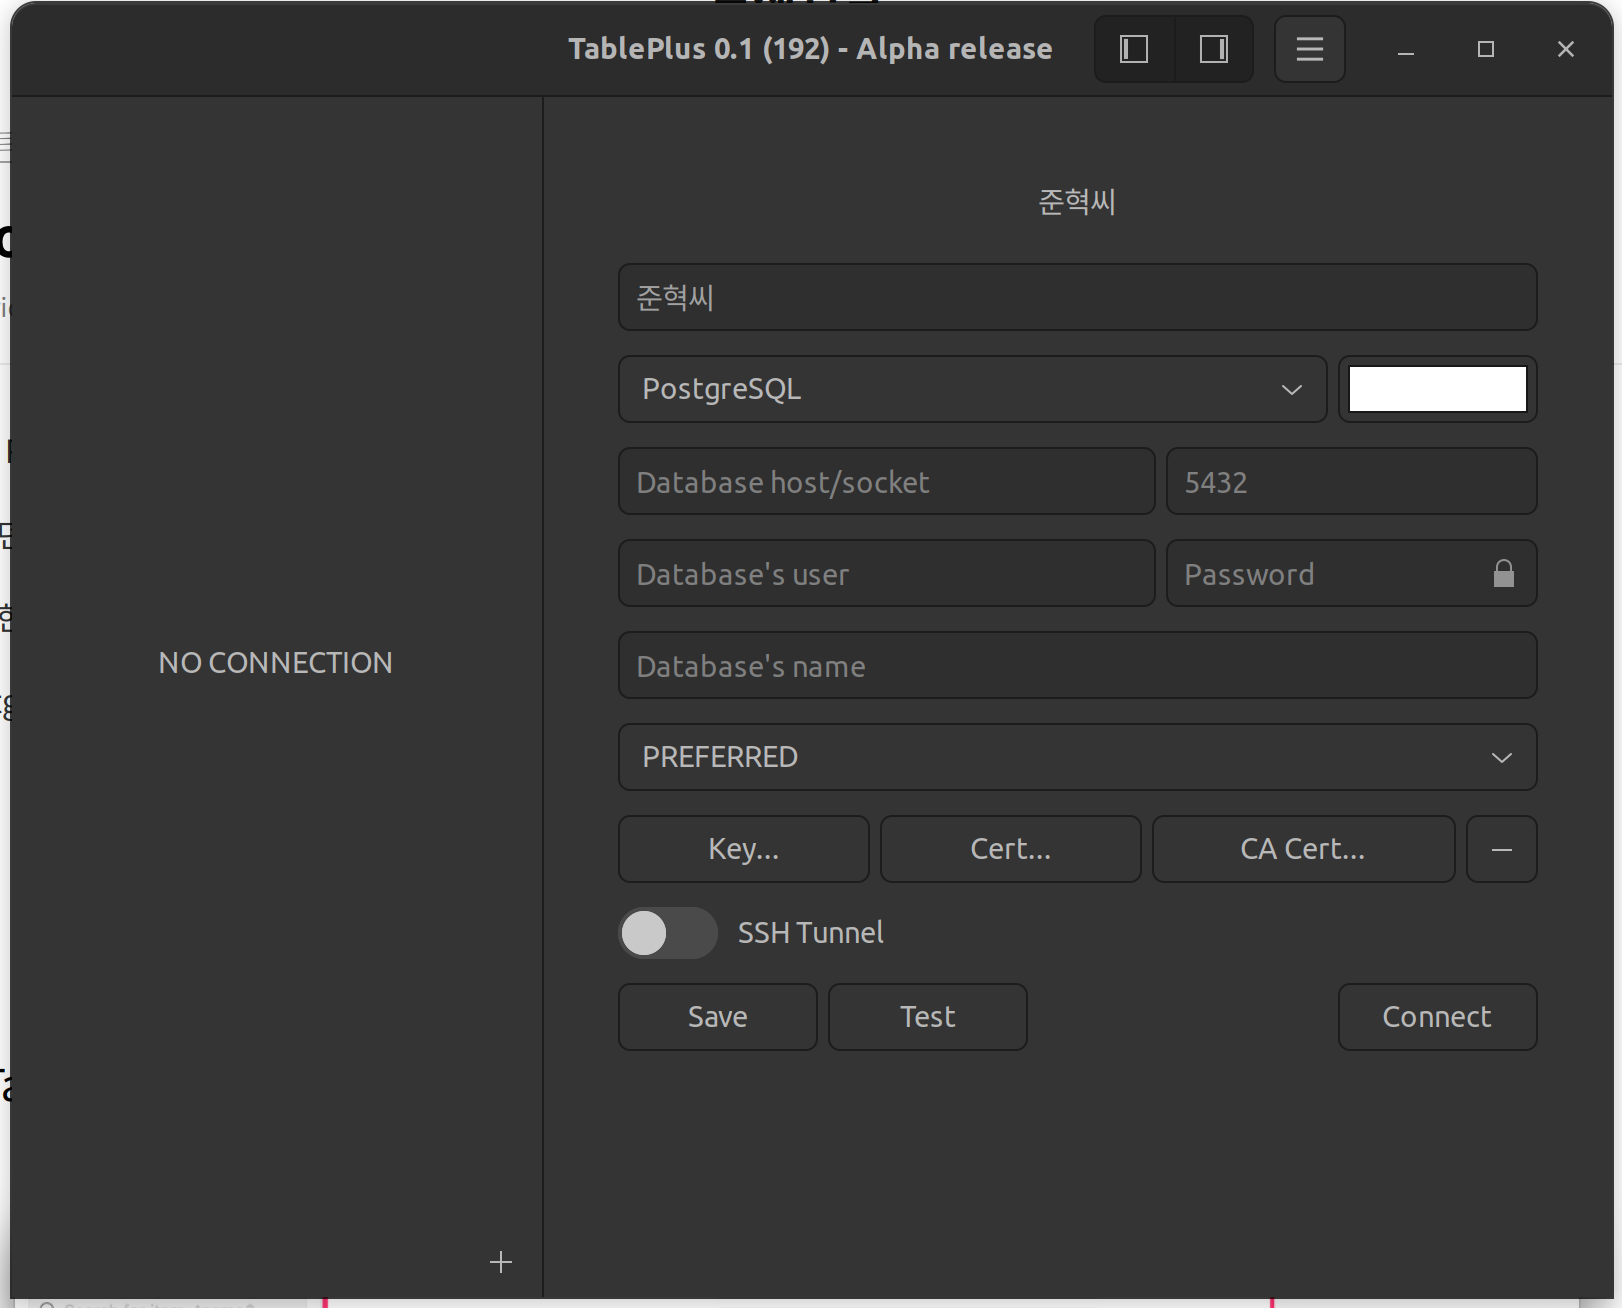 TablePlus 0.1 (192) - Alpha release
준혁씨
준혁씨
PostgreSQL
Database host/socket 5432
Database's user Password
Database's name
NO CONNECTION
PREFERRED
Key... Cert... CA Cert...
SSH Tunnel
Save Test Connect